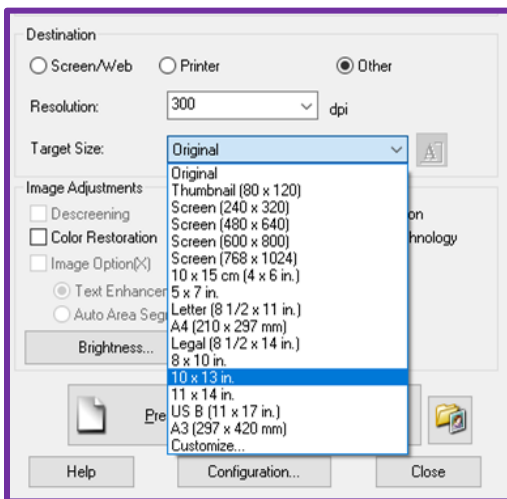 Destination
Screen/Web Printer Other
Resolution: 300 dpi
Target Size: Original
Original
Image Adjustments
Thumbnail (80 x 120)
Descreening Screen (240 x 320) on
Screen (480 x 640)
Color Restoration Screen (600 x 800) hnology
Screen (768 x 1024)
Image Option(X) 10 x 15 cm (4 x 6 in.)
Text Enhancer 5 x 7 in.
Auto Area Seg Letter (8 1/2 x 11 in.)
A4 (210 x 297 mm)
Brightness... Legal (8 1/2 x 14 in.)
8 x 10 in.
10 x 13 in.
11 x 14 in.
Pre US B (11 x 17 in.)
A3 (297 x 420 mm)
Customize...
Help Configuration... Close